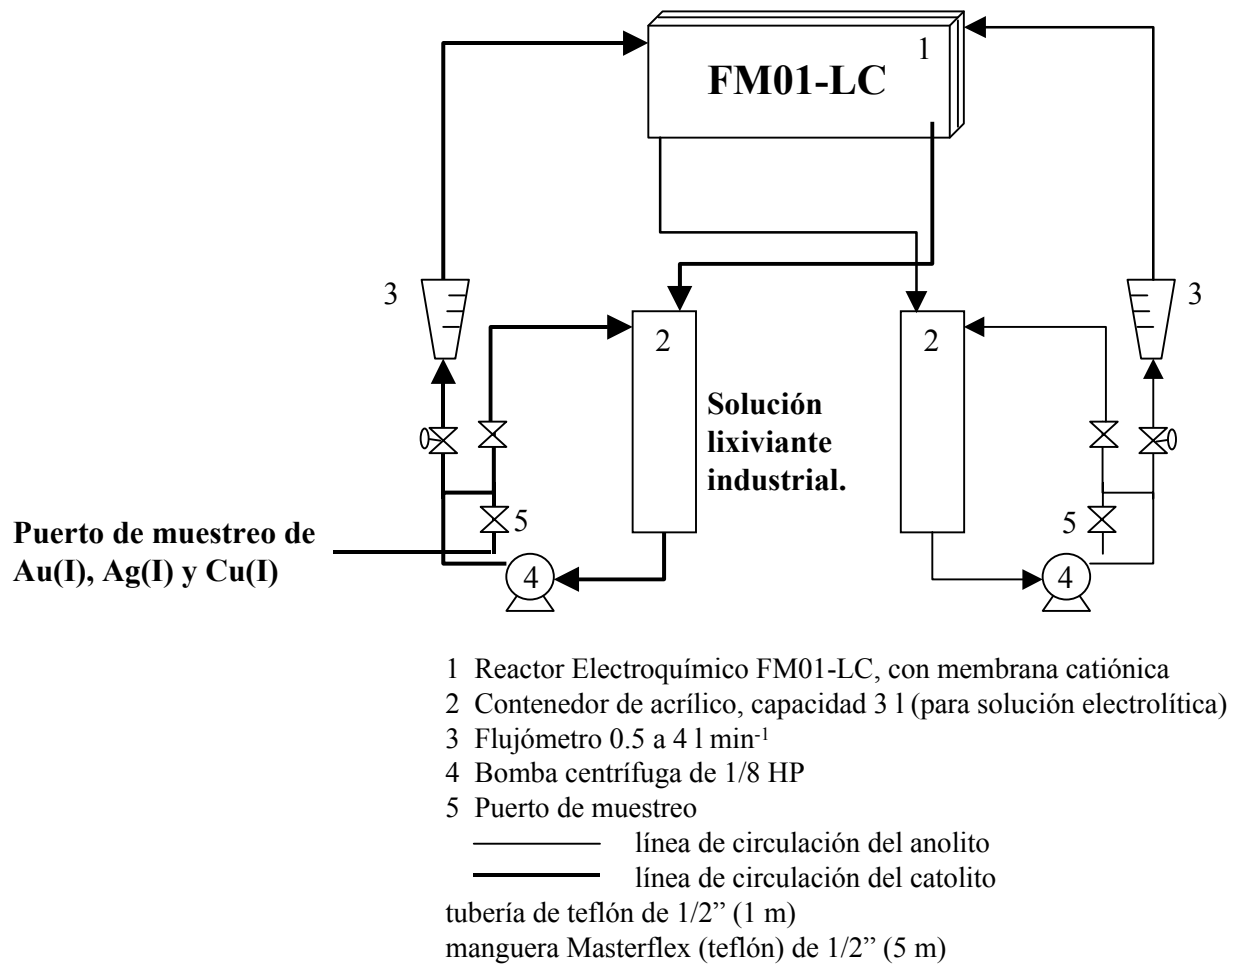 1
FM01-LC
3
3
2
2
Solución
lixiviante
industrial.
5
5
Puerto de muestreo de
Au(I), Ag(I) y Cu(I)
4
4
1 Reactor Electroquímico FM01-LC, con membrana catiónica
2 Contenedor de acrílico, capacidad 3 l (para solución electrolítica)
3 Flujómetro 0.5 a 4 l min⁻¹
4 Bomba centrífuga de 1/8 HP
5 Puerto de muestreo
línea de circulación del anolito
línea de circulación del catolito
tubería de teflón de 1/2” (1 m)
manguera Masterflex (teflón) de 1/2” (5 m)